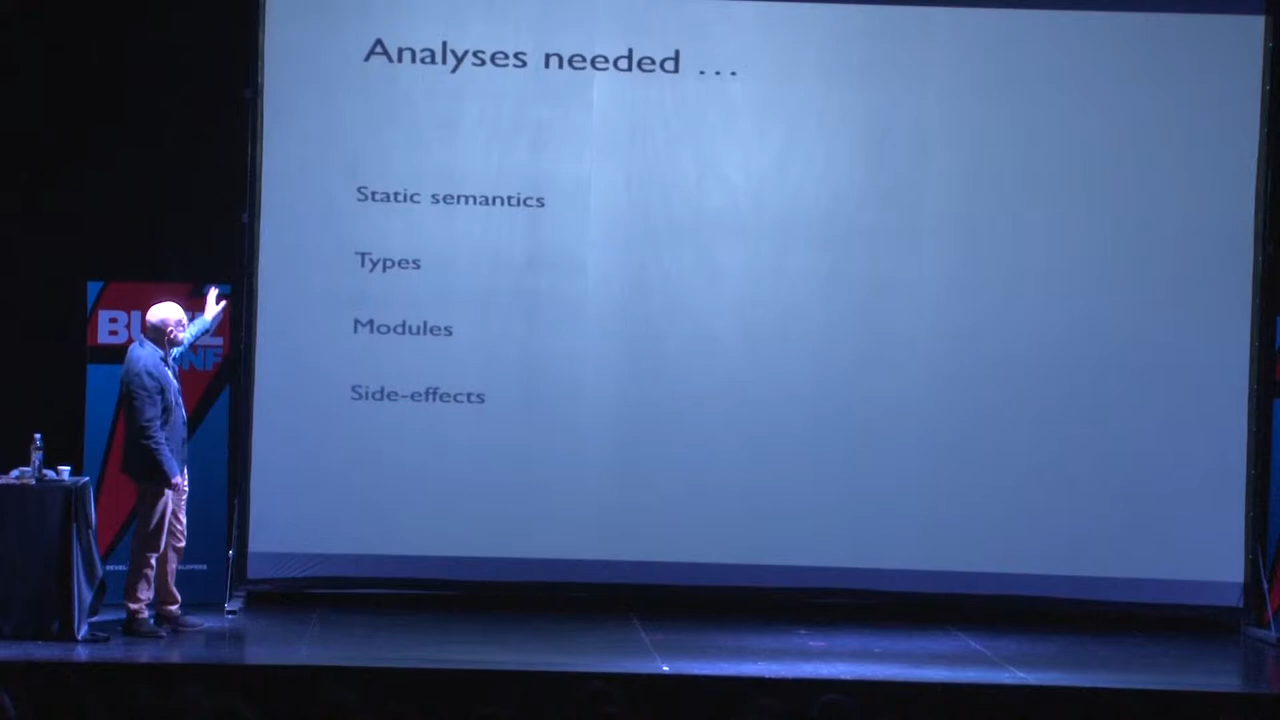 Analyses needed ...
Static semantics
Types
Modules
Side-effects